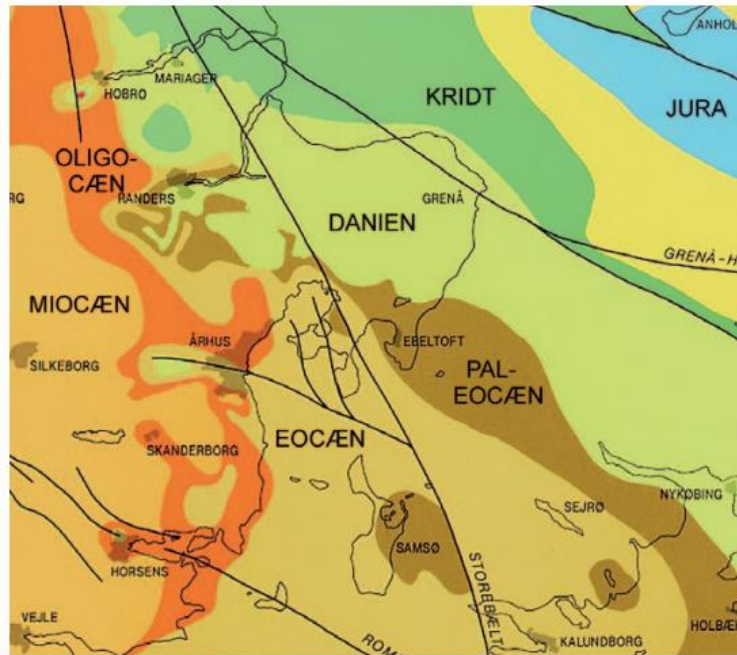 ANHOL
MARIAGER
HOBRO
KRIDT
JURA
OLIGO-
CÆN
RG
RANDERS
GRENÅ
DANIEN
GRENÅ-H
MIOCÆN
ÅRHUS
EBELTOFT
SILKEBORG
PAL-
EOCÆN
SKANDERBORG
EOCÆN
NYKØBING
SEJRØ
SAMSØ
HORSENS
STOREBÆLT
VEJLE
HOLBÆ
ROM
KALUNDBORG